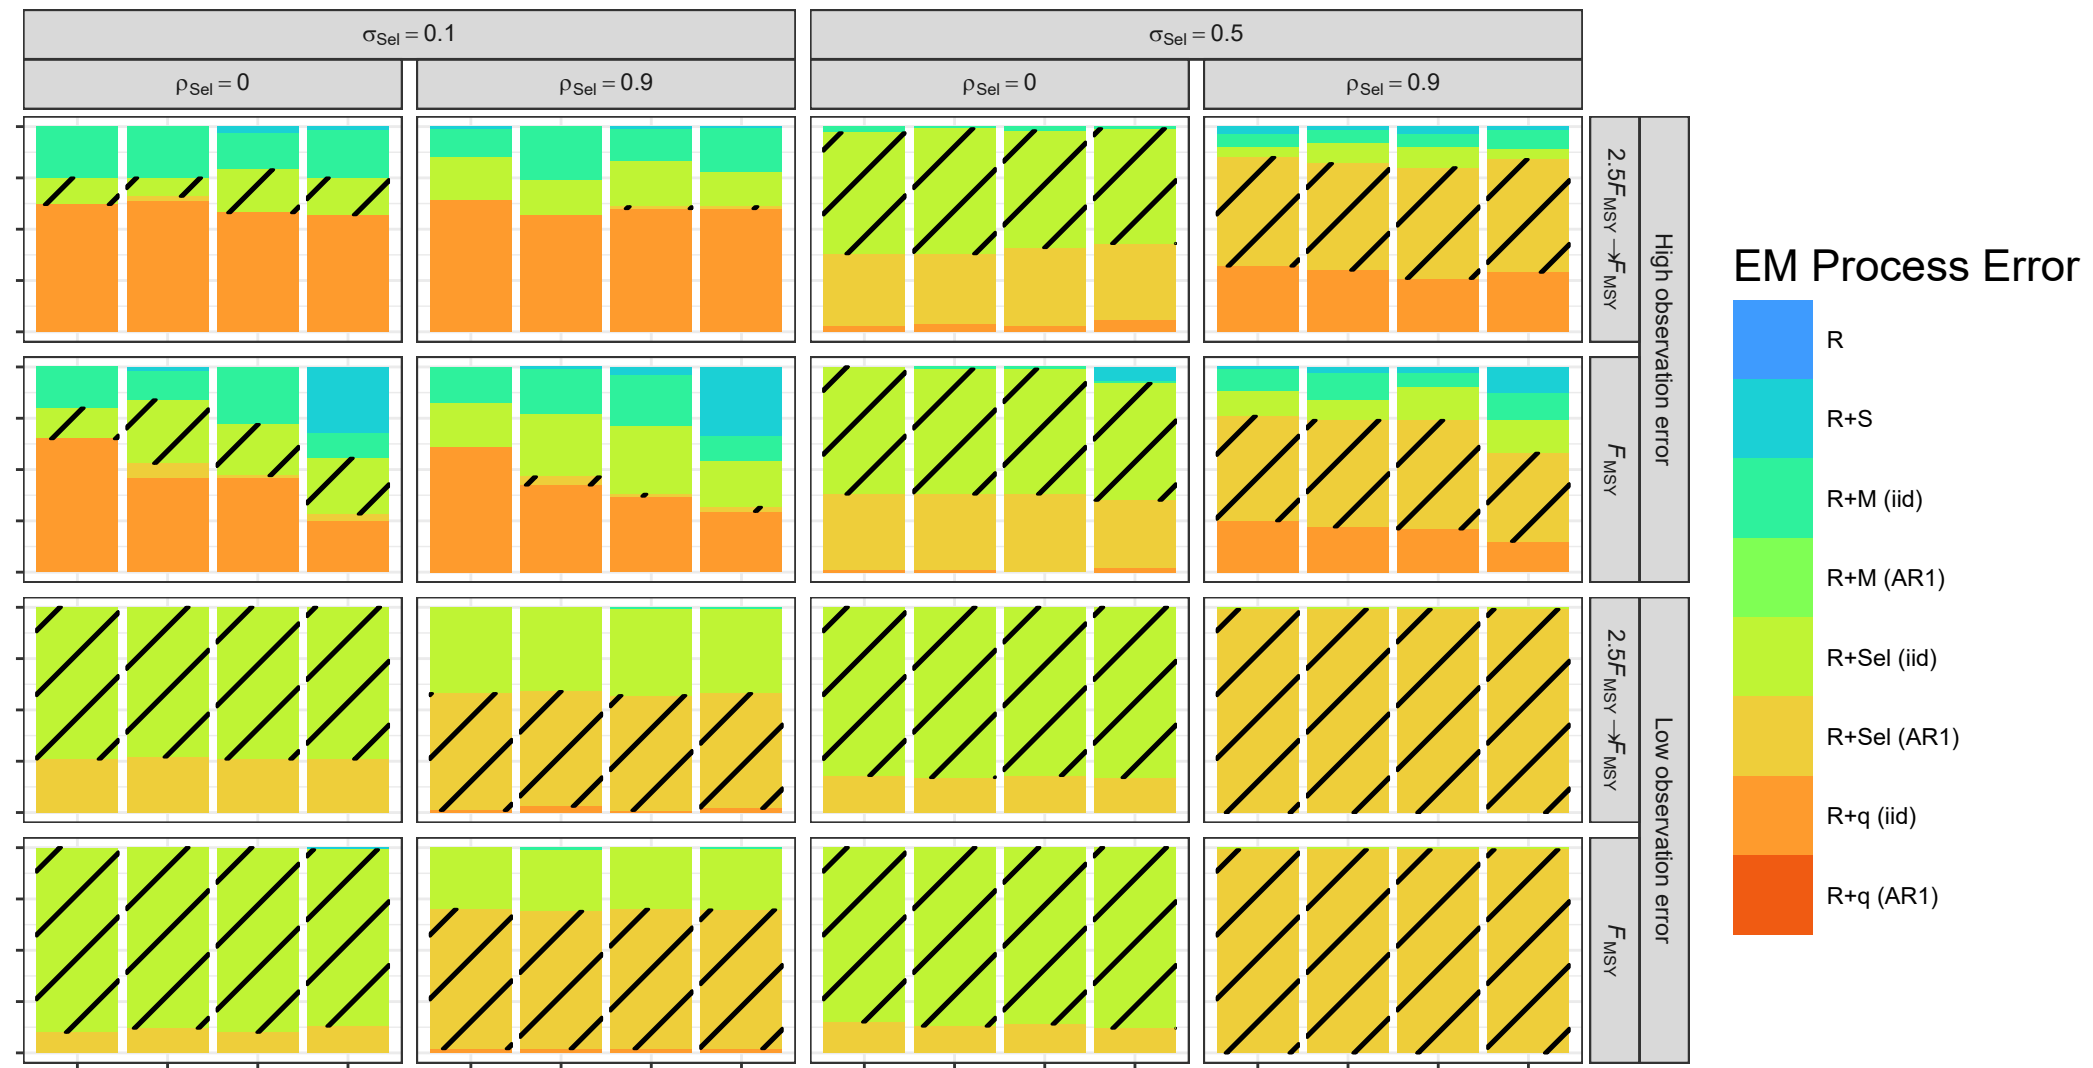 σSel = 0.1
σSel = 0.5
ρSel = 0
ρSel = 0.9
ρSel = 0
ρSel = 0.9
2.5FMSY→FMSY
FMSY
High observation error
2.5FMSY→FMSY
FMSY
Low observation error
EM Process Error
R
R+S
R+M (iid)
R+M (AR1)
R+Sel (iid)
R+Sel (AR1)
R+q (iid)
R+q (AR1)